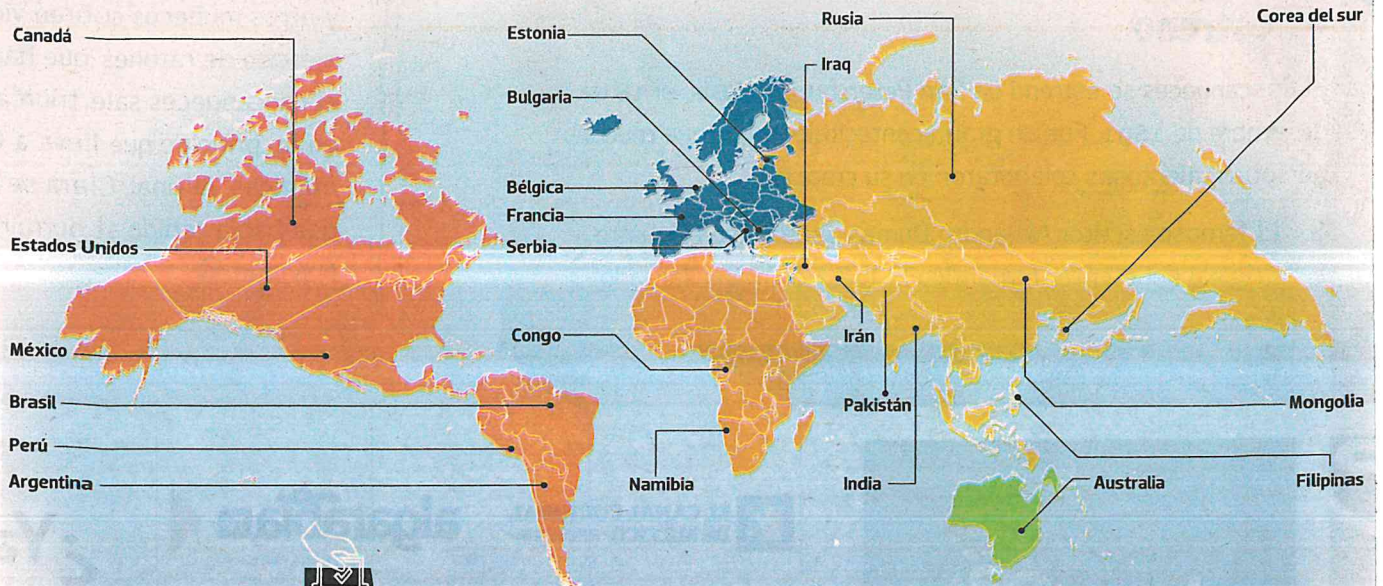 Canadá
Estados Unidos
México
Brasil
Perú
Argentina
Estonia
Bulgaria
Bélgica
Francia
Serbia
Congo
Namibia
Rusia
Iraq
Irán
Pakistán
India
Corea del sur
Mongolia
Filipinas
Australia